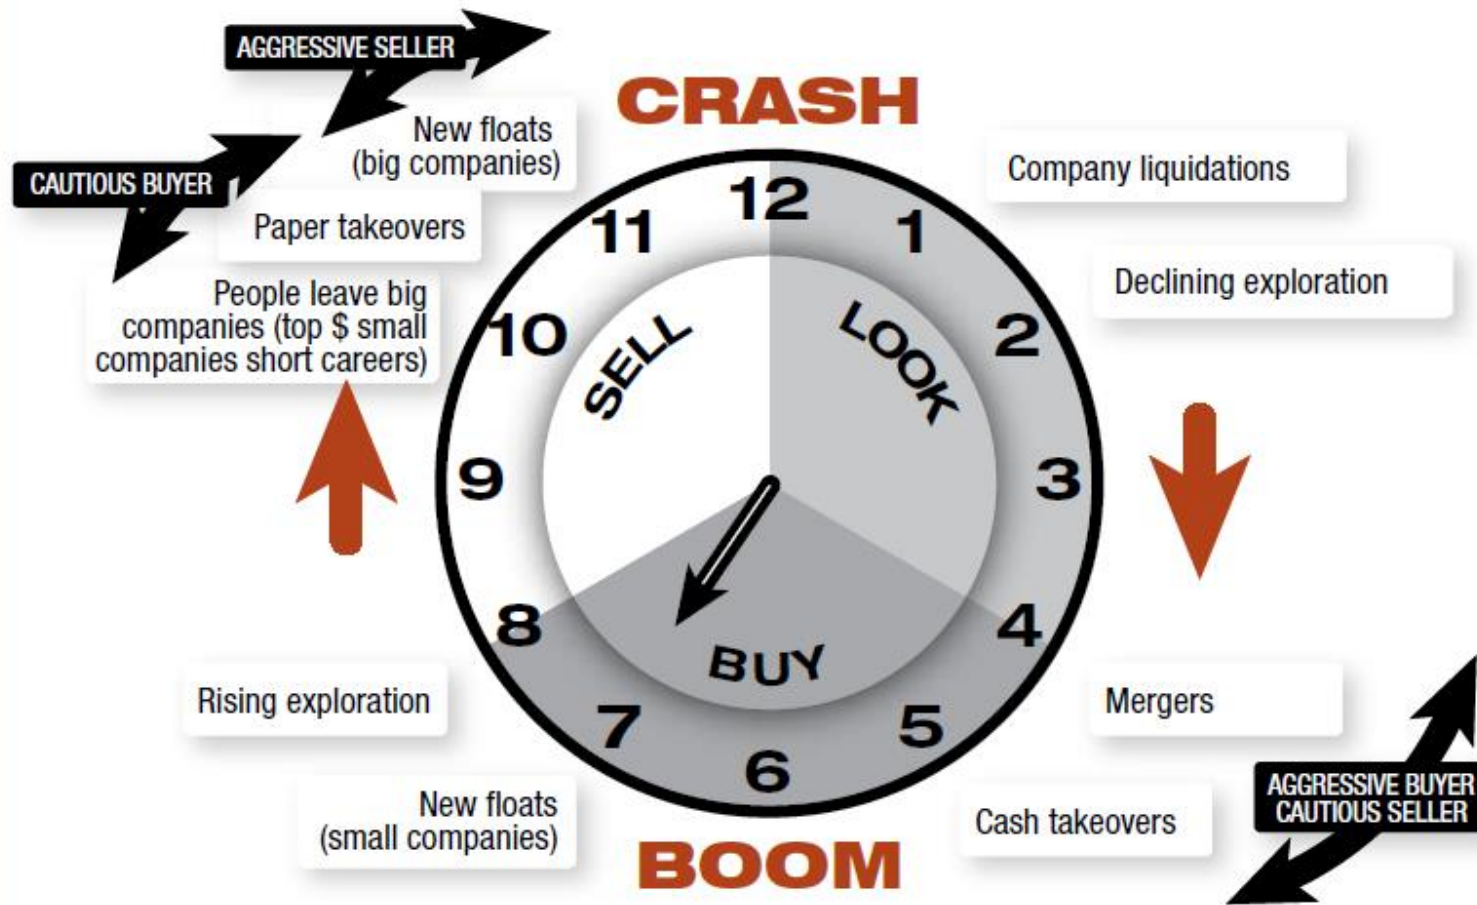 AGGRESSIVE SELLER
CRASH
New floats
(big companies)
CAUTIOUS BUYER
Paper takeovers
People leave big
companies (top $ small
companies short careers)
Company liquidations
Declining exploration
12
1
2
3
4
5
6
7
8
9
10
11
SELL
LOOK
BUY
Rising exploration
New floats
(small companies)
Mergers
Cash takeovers
AGGRESSIVE BUYER
CAUTIOUS SELLER
BOOM